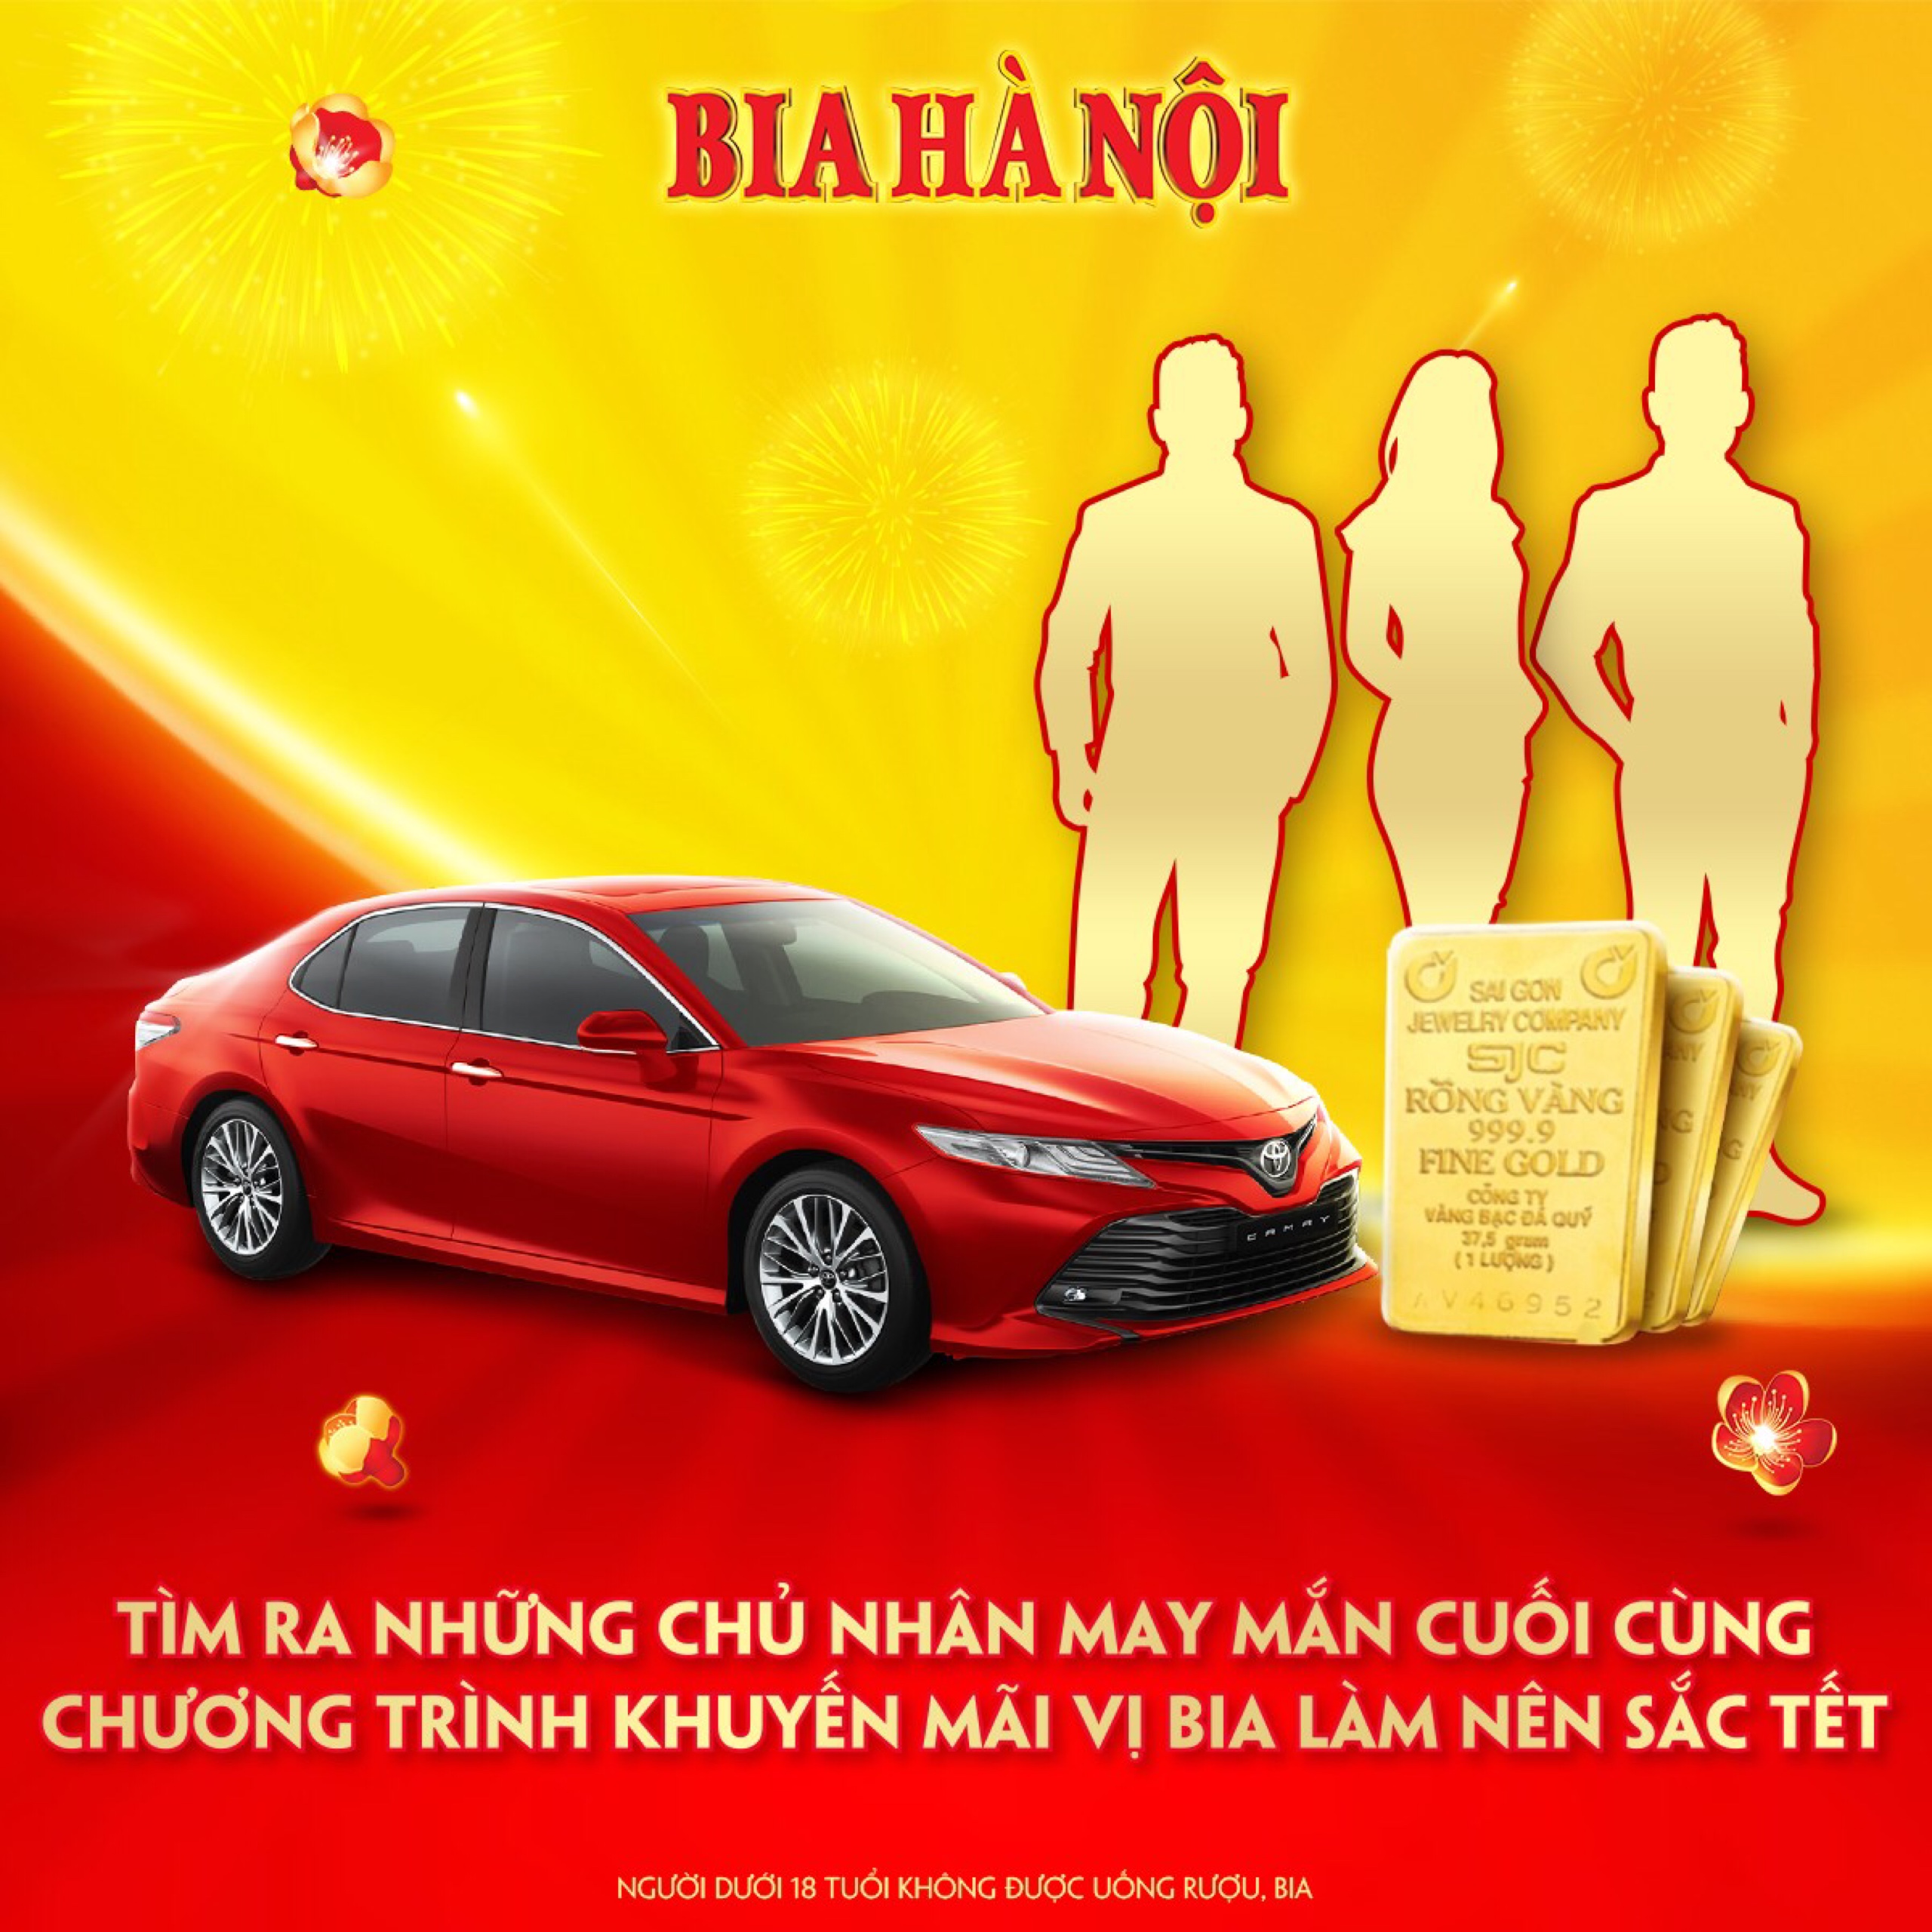 BIA HÀ NỘI
SAI GON
JEWELRY COMPANY
SJC
RỒNG VÀNG
999.9
FINE GOLD
CÔNG TY
VÀNG BẠC ĐÁ QUÝ
37,5 gram
( 1 LƯỢNG )
AV46952
CAMRY
TÌM RA NHỮNG CHỦ NHÂN MAY MẮN CUỐI CÙNG
CHƯƠNG TRÌNH KHUYẾN MÃI VỊ BIA LÀM NÊN SẮC TẾT
NGƯỜI DƯỚI 18 TUỔI KHÔNG ĐƯỢC UỐNG RƯỢU, BIA